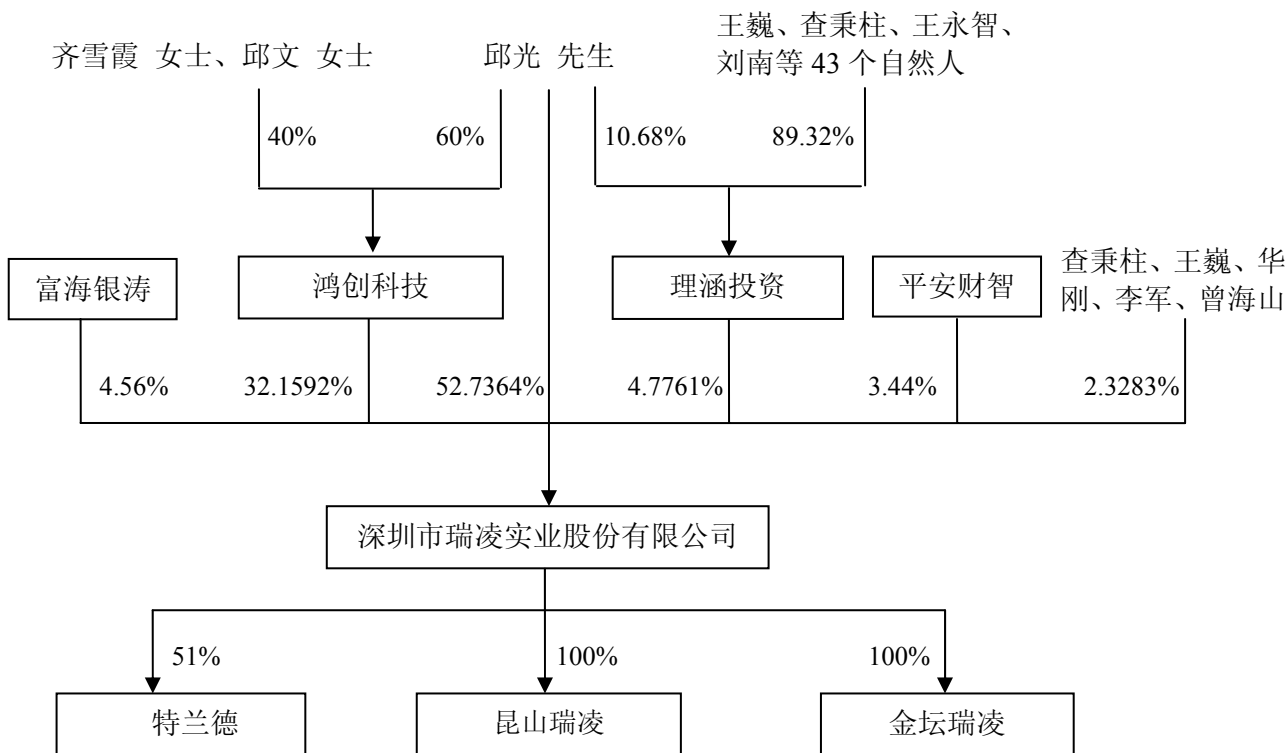 王巍、查秉柱、王永智、
刘南等 43 个自然人
齐雪霞 女士、邱文 女士
邱光 先生
40%
60%
10.68%
89.32%
富海银涛
鸿创科技
理涵投资
平安财智
查秉柱、王巍、华
刚、李军、曾海山
4.56%
32.1592%
52.7364%
4.7761%
3.44%
2.3283%
深圳市瑞凌实业股份有限公司
51%
100%
100%
特兰德
昆山瑞凌
金坛瑞凌